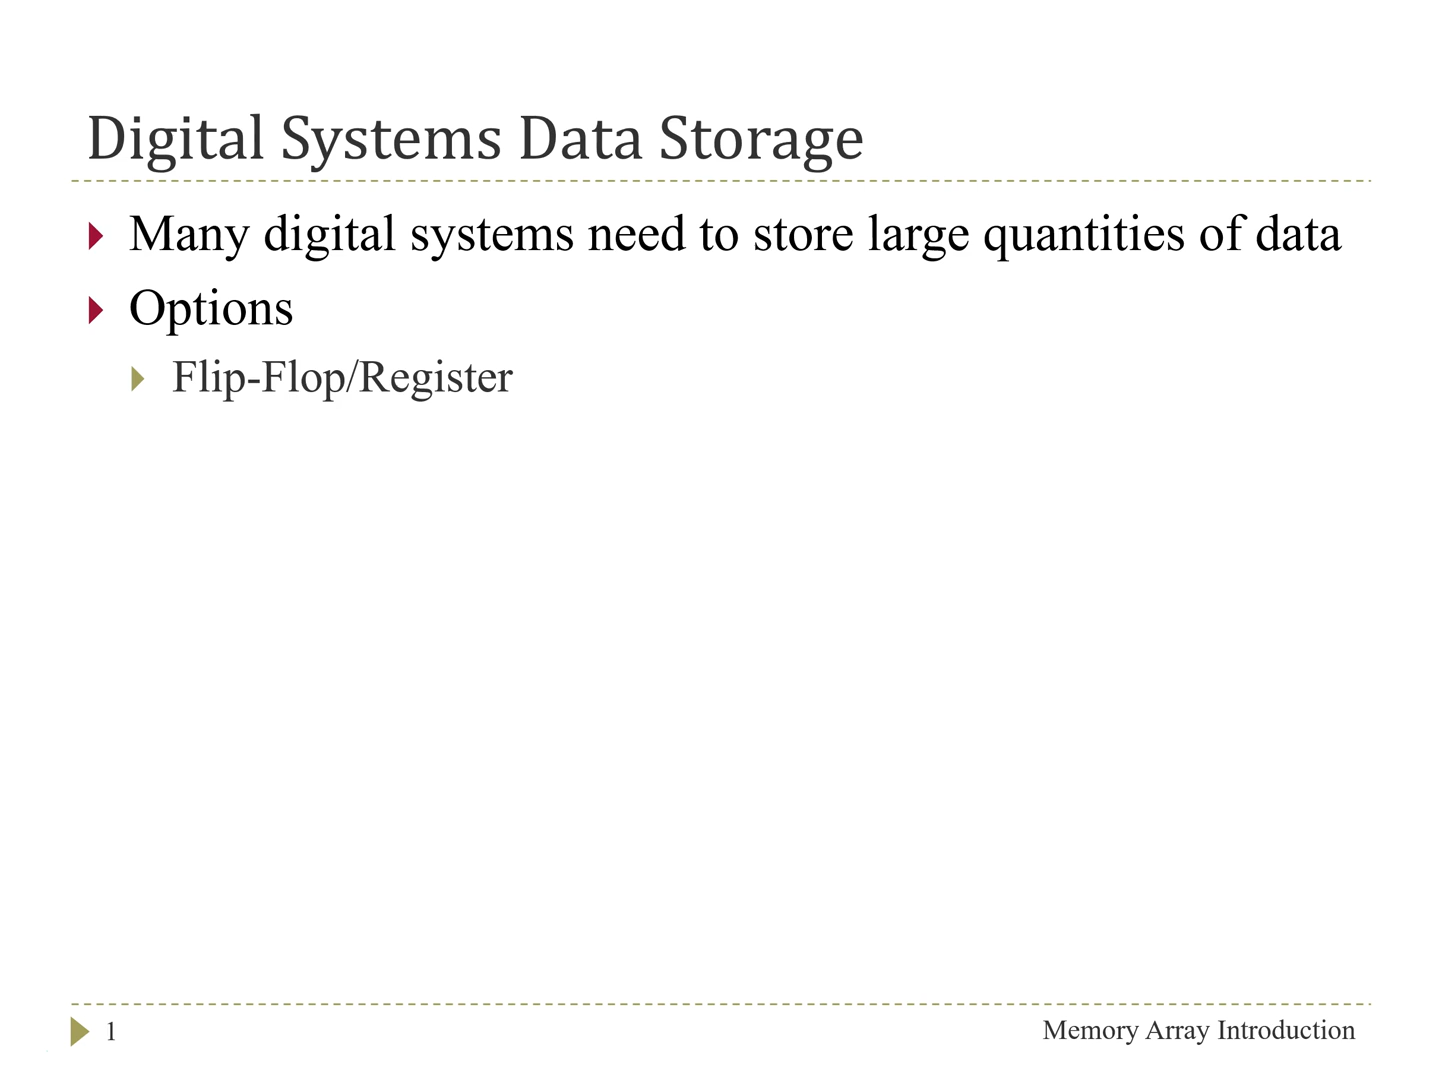 Digital Systems Data Storage
Many digital systems need to store large quantities of data
Options
Flip-Flop/Register
1
Memory Array Introduction